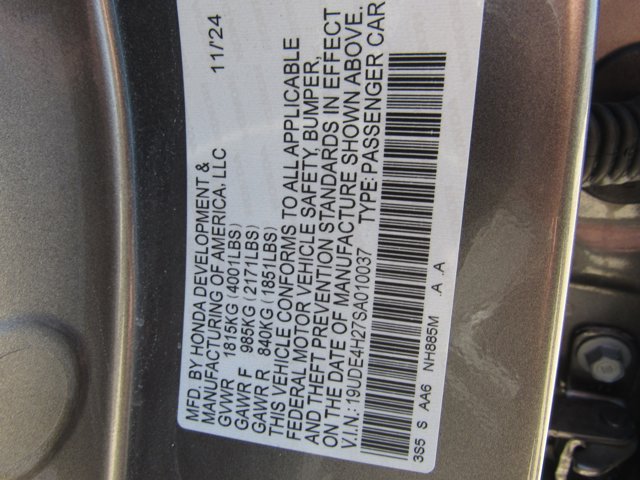 MFD. BY HONDA DEVELOPMENT &
MANUFACTURING OF AMERICA, LLC 11/24
GVWR 1815KG (4001LBS)
GAWR F 985KG (2171LBS)
GAWR R 840KG (1851LBS)
THIS VEHICLE CONFORMS TO ALL APPLICABLE
FEDERAL MOTOR VEHICLE SAFETY, BUMPER,
AND THEFT PREVENTION STANDARDS IN EFFECT
ON THE DATE OF MANUFACTURE SHOWN ABOVE.
V.I.N.: 19UDE4H27SA010037 TYPE: PASSENGER CAR
3S5 S AA6 NH885M .A .A